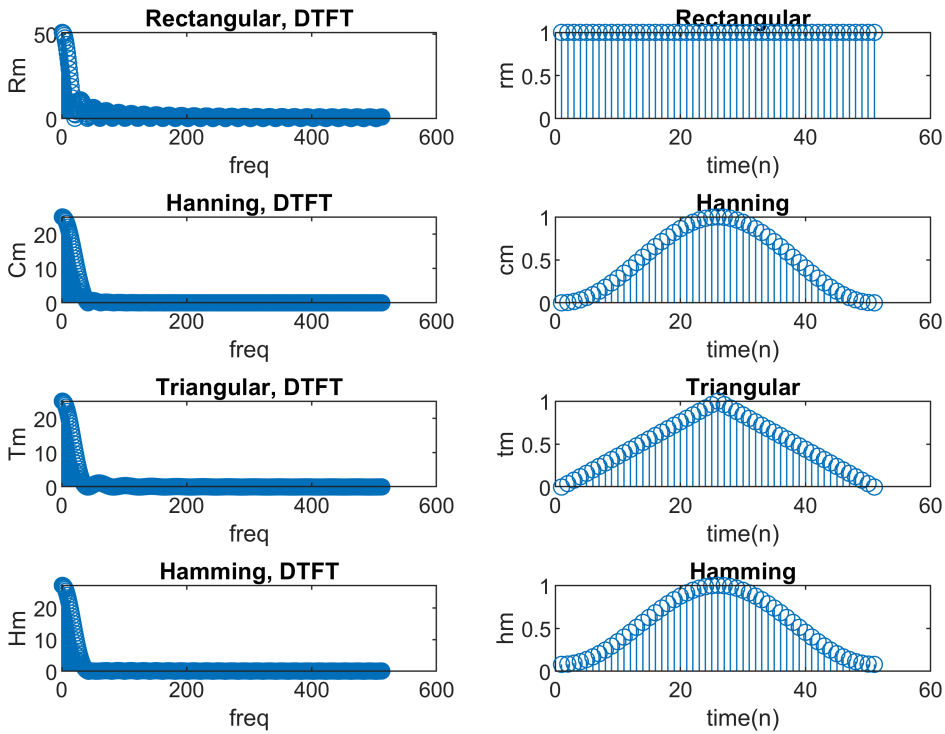 Rectangular, DTFT
50
0
Rm
0 200 400 600
freq
Rectangular
1
0.5
0
rm
0 20 40 60
time(n)
Hanning, DTFT
20
10
0
Cm
0 200 400 600
freq
Hanning
1
0.5
0
cm
0 20 40 60
time(n)
Triangular, DTFT
20
10
0
Tm
0 200 400 600
freq
Triangular
1
0.5
0
tm
0 20 40 60
time(n)
Hamming, DTFT
20
10
0
Hm
0 200 400 600
freq
Hamming
1
0.5
0
hm
0 20 40 60
time(n)